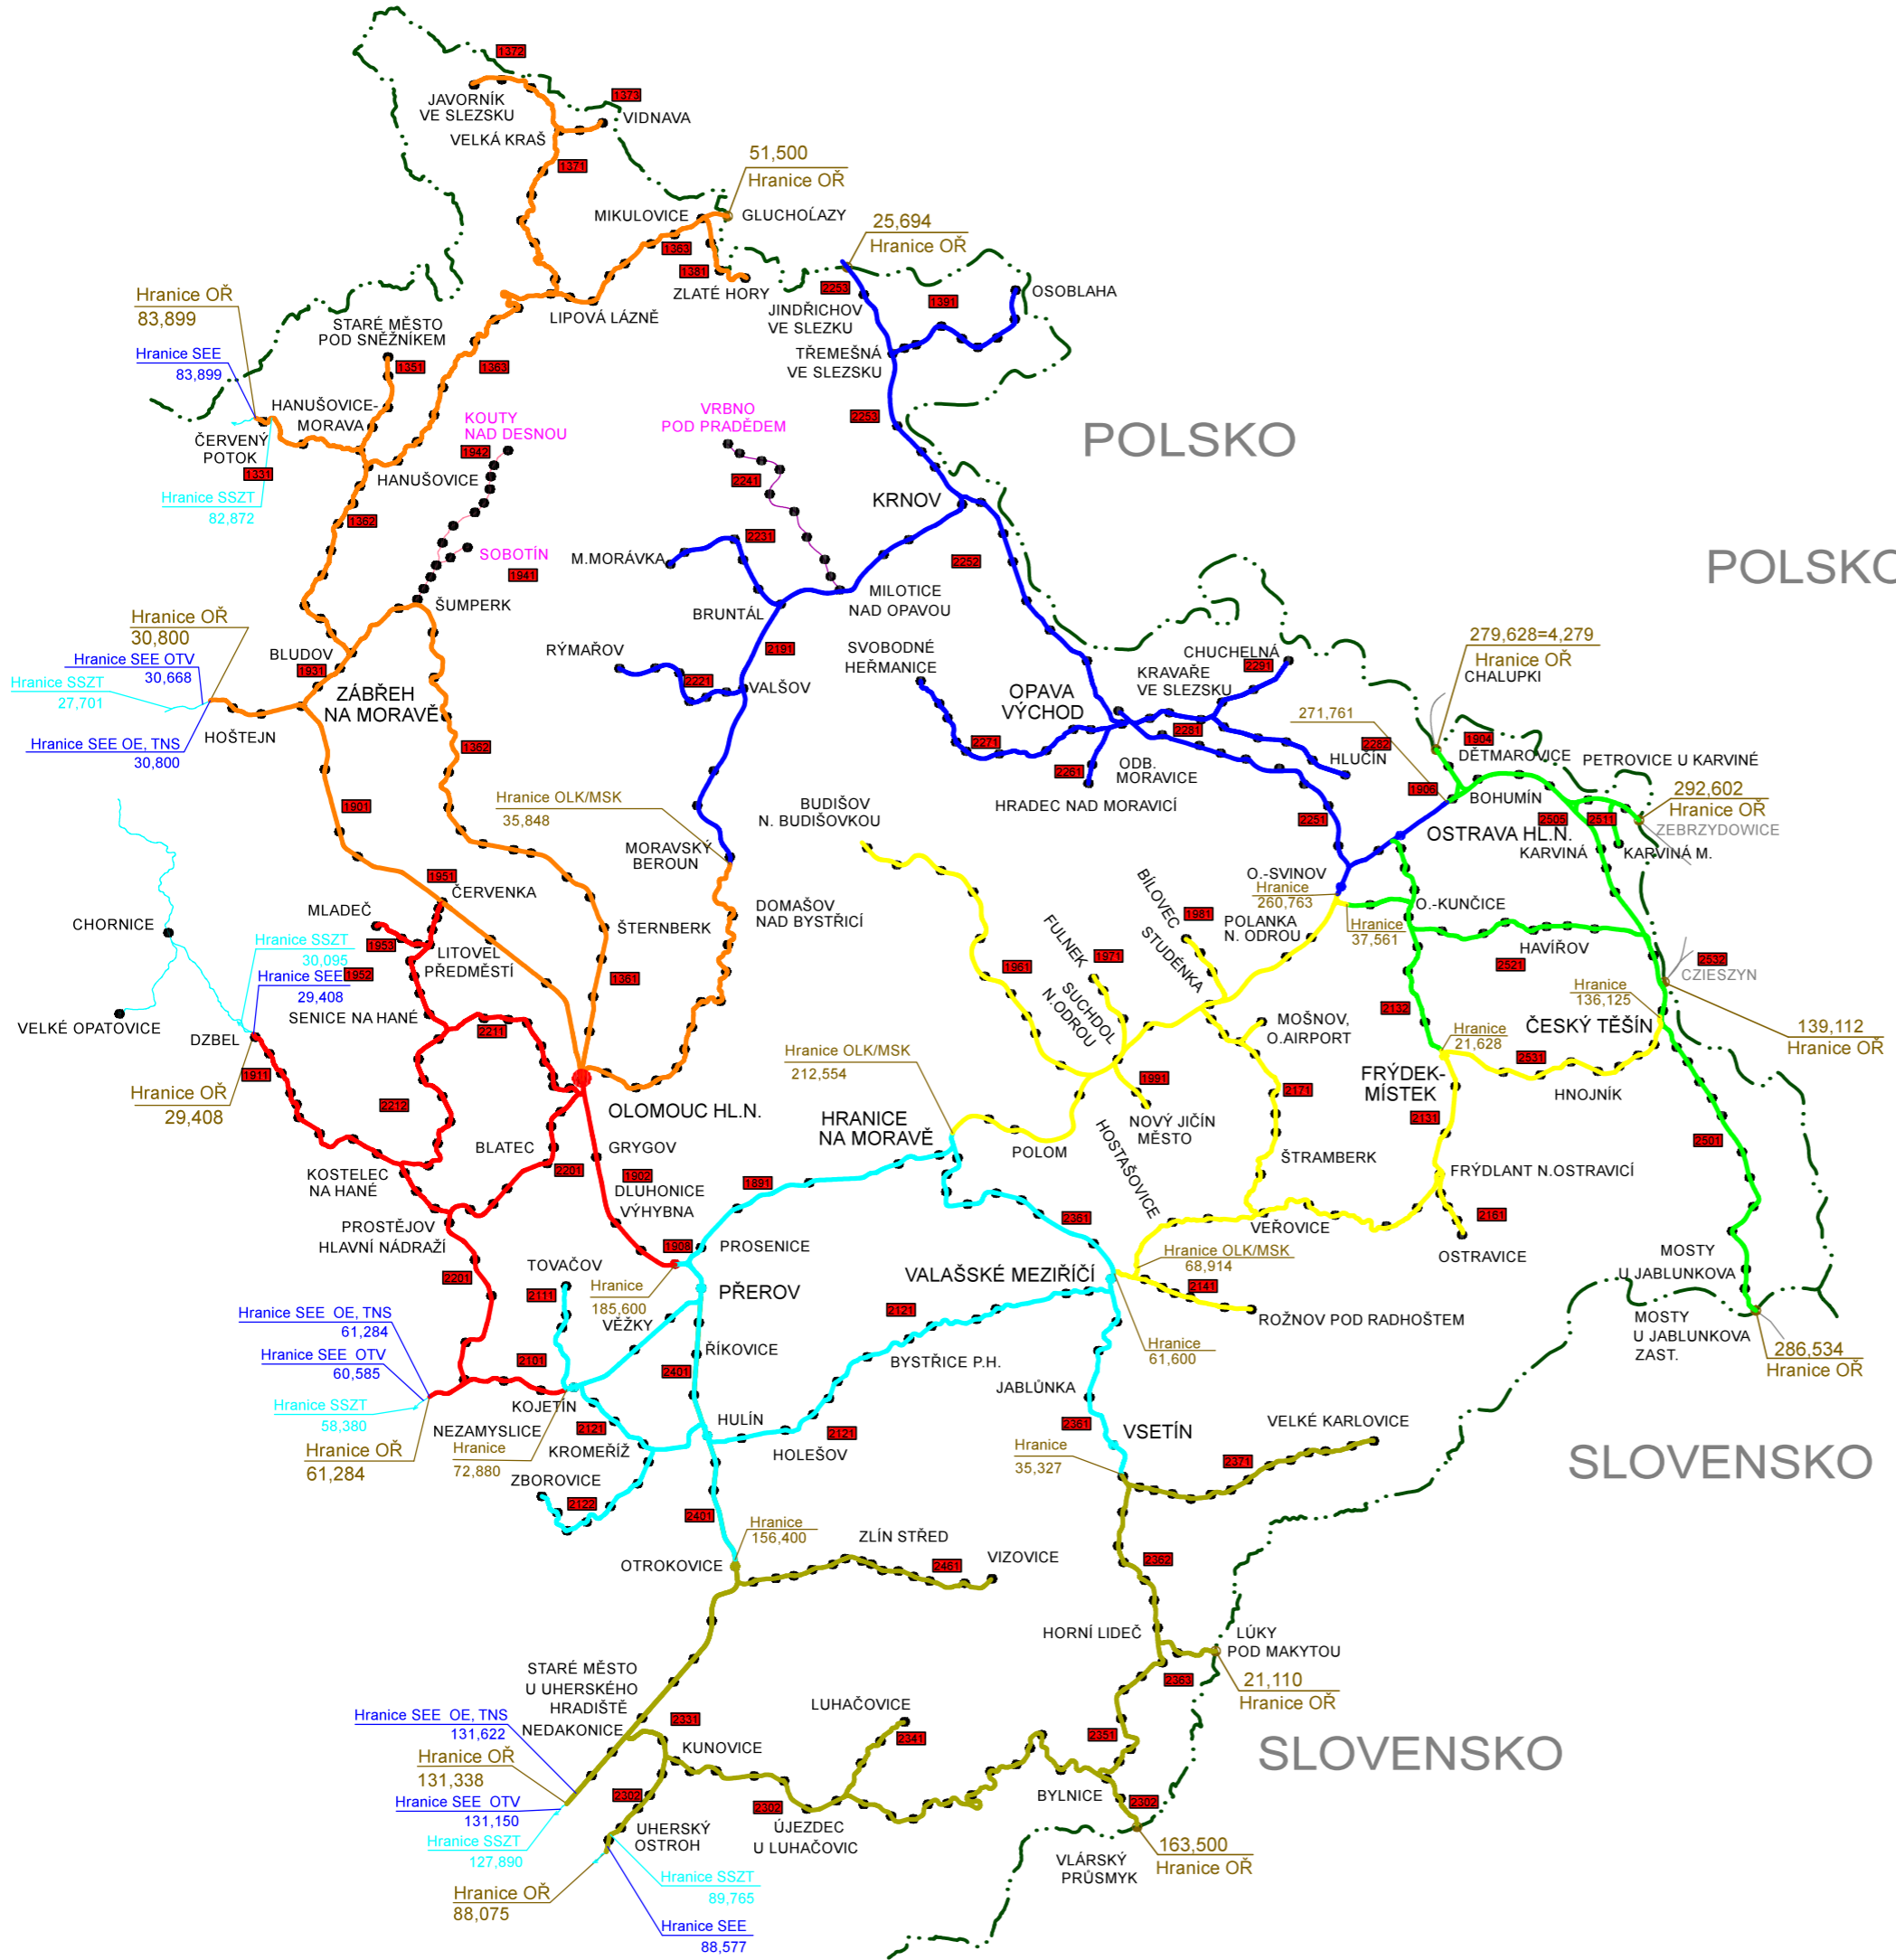 1372
JAVORNÍK
VE SLEZSKU
1373
VIDNAVA
VELKÁ KRAŠ
1371
51,500
Hranice OŘ
MIKULOVICE
GLUCHOŁAZY
25,694
Hranice OŘ
1363
1381
ZLATÉ HORY
2253
1391
OSOBLAHA
JINDŘICHOV
VE SLEZKU
LIPOVÁ LÁZNĚ
TŘEMEŠNÁ
VE SLEZSKU
Hranice OŘ
83,899
STARÉ MĚSTO
POD SNĚŽNÍKEM
Hranice SEE
83,899
1351
1363
HANUŠOVICE-
MORAVA
KOUTY
NAD DESNOU
VRBNO
POD PRADĚDEM
2253
POLSKO
ČERVENÝ
POTOK
1331
1942
HANUŠOVICE
2241
Hranice SSZT
82,872
KRNOV
1362
2231
M.MORÁVKA
SOBOTÍN
1941
2252
POLSKO
ŠUMPERK
MILOTICE
NAD OPAVOU
BRUNTÁL
Hranice OŘ
30,800
Hranice SEE OTV
30,668
BLUDOV
1931
RÝMAŘOV
2191
SVOBODNÉ
HEŘMANICE
CHUCHELNÁ
2291
279,628=4,279
Hranice OŘ
CHALUPKI
Hranice SSZT
27,701
2221
VALŠOV
KRAVAŘE
VE SLEZSKU
ZÁBŘEH
NA MORAVĚ
OPAVA
VÝCHOD
271,761
HOŠTEJN
Hranice SEE OE, TNS
30,800
1362
2271
2281
2282
1904
DĚTMAROVICE
PETROVICE U KARVINÉ
2261
ODB.
MORAVICE
HLUČÍN
HRADEC NAD MORAVICÍ
1906
BOHUMÍN
292,602
Hranice OŘ
ZEBRZYDOWICE
1901
Hranice OLK/MSK
35,848
BUDIŠOV
N. BUDIŠOVKOU
2251
OSTRAVA HL.N.
2505
2511
KARVINÁ
KARVINÁ M.
MORAVSKÝ
BEROUN
1951
ČERVENKA
O.-SVINOV
Hranice
260,763
O.-KUNČICE
MLADEČ
1953
DOMAŠOV
NAD BYSTŘICÍ
ŠTERNBERK
BÍLOVEC
1981
POLANKA
N. ODROU
Hranice
37,561
HAVÍŘOV
CHORNICE
Hranice SSZT
30,095
LITOVEL
PŘEDMĚSTÍ
1952
FULNEK
1971
STUDÉNKA
2521
2532
CZIESZYN
Hranice SEE
29,408
SENICE NA HANÉ
1361
1961
SUCHDOL
N.ODROU
Hranice
136,125
2132
VELKÉ OPATOVICE
DZBEL
2211
MOŠNOV,
O.AIRPORT
ČESKÝ TĚŠÍN
139,112
Hranice OŘ
Hranice
21,628
2531
1911
Hranice OLK/MSK
212,554
FRÝDEK-
MÍSTEK
HNOJNÍK
Hranice OŘ
29,408
2212
OLOMOUC HL.N.
1991
2171
HRANICE
NA MORAVĚ
NOVÝ JIČÍN
MĚSTO
2131
BLATEC
GRYGOV
POLOM
HOSTAŠOVICE
2501
KOSTELEC
NA HANÉ
2201
1902
DLUHONICE
VÝHYBNA
1891
ŠTRAMBERK
FRÝDLANT N.OSTRAVICÍ
PROSTĚJOV
HLAVNÍ NÁDRAŽÍ
2361
VEŘOVICE
2161
OSTRAVICE
1908
PROSENICE
Hranice OLK/MSK
68,914
MOSTY
U JABLUNKOVA
TOVAČOV
2201
2111
Hranice
185,600
PŘEROV
VALAŠSKÉ MEZIŘÍČÍ
2141
ROŽNOV POD RADHOŠTEM
MOSTY
U JABLUNKOVA
ZAST.
Hranice SEE OE, TNS
61,284
VĚŽKY
2121
ŘÍKOVICE
Hranice
61,600
286,534
Hranice OŘ
Hranice SEE OTV
60,585
2101
2401
BYSTŘICE P.H.
JABLŮNKA
Hranice SSZT
58,380
KOJETÍN
2361
NEZAMYSLICE
2121
HULÍN
2121
HOLEŠOV
VSETÍN
VELKÉ KARLOVICE
Hranice OŘ
61,284
Hranice
72,880
KROMEŘÍŽ
Hranice
35,327
2371
SLOVENSKO
ZBOROVICE
2122
2401
Hranice
156,400
ZLÍN STŘED
OTROKOVICE
2461
VIZOVICE
2362
HORNÍ LIDEČ
LÚKY
POD MAKYTOU
STARÉ MĚSTO
U UHERSKÉHO
HRADIŠTĚ
2363
21,110
Hranice OŘ
Hranice SEE OE, TNS
131,622
NEDAKONICE
2331
LUHAČOVICE
2341
2351
SLOVENSKO
Hranice OŘ
131,338
KUNOVICE
Hranice SEE OTV
131,150
2302
2302
BYLNICE
2302
Hranice SSZT
127,890
UHERSKÝ
OSTROH
ÚJEZDEC
U LUHAČOVIC
163,500
Hranice OŘ
VLÁRSKÝ
PRŮSMYK
Hranice SSZT
89,765
Hranice OŘ
88,075
Hranice SEE
88,577